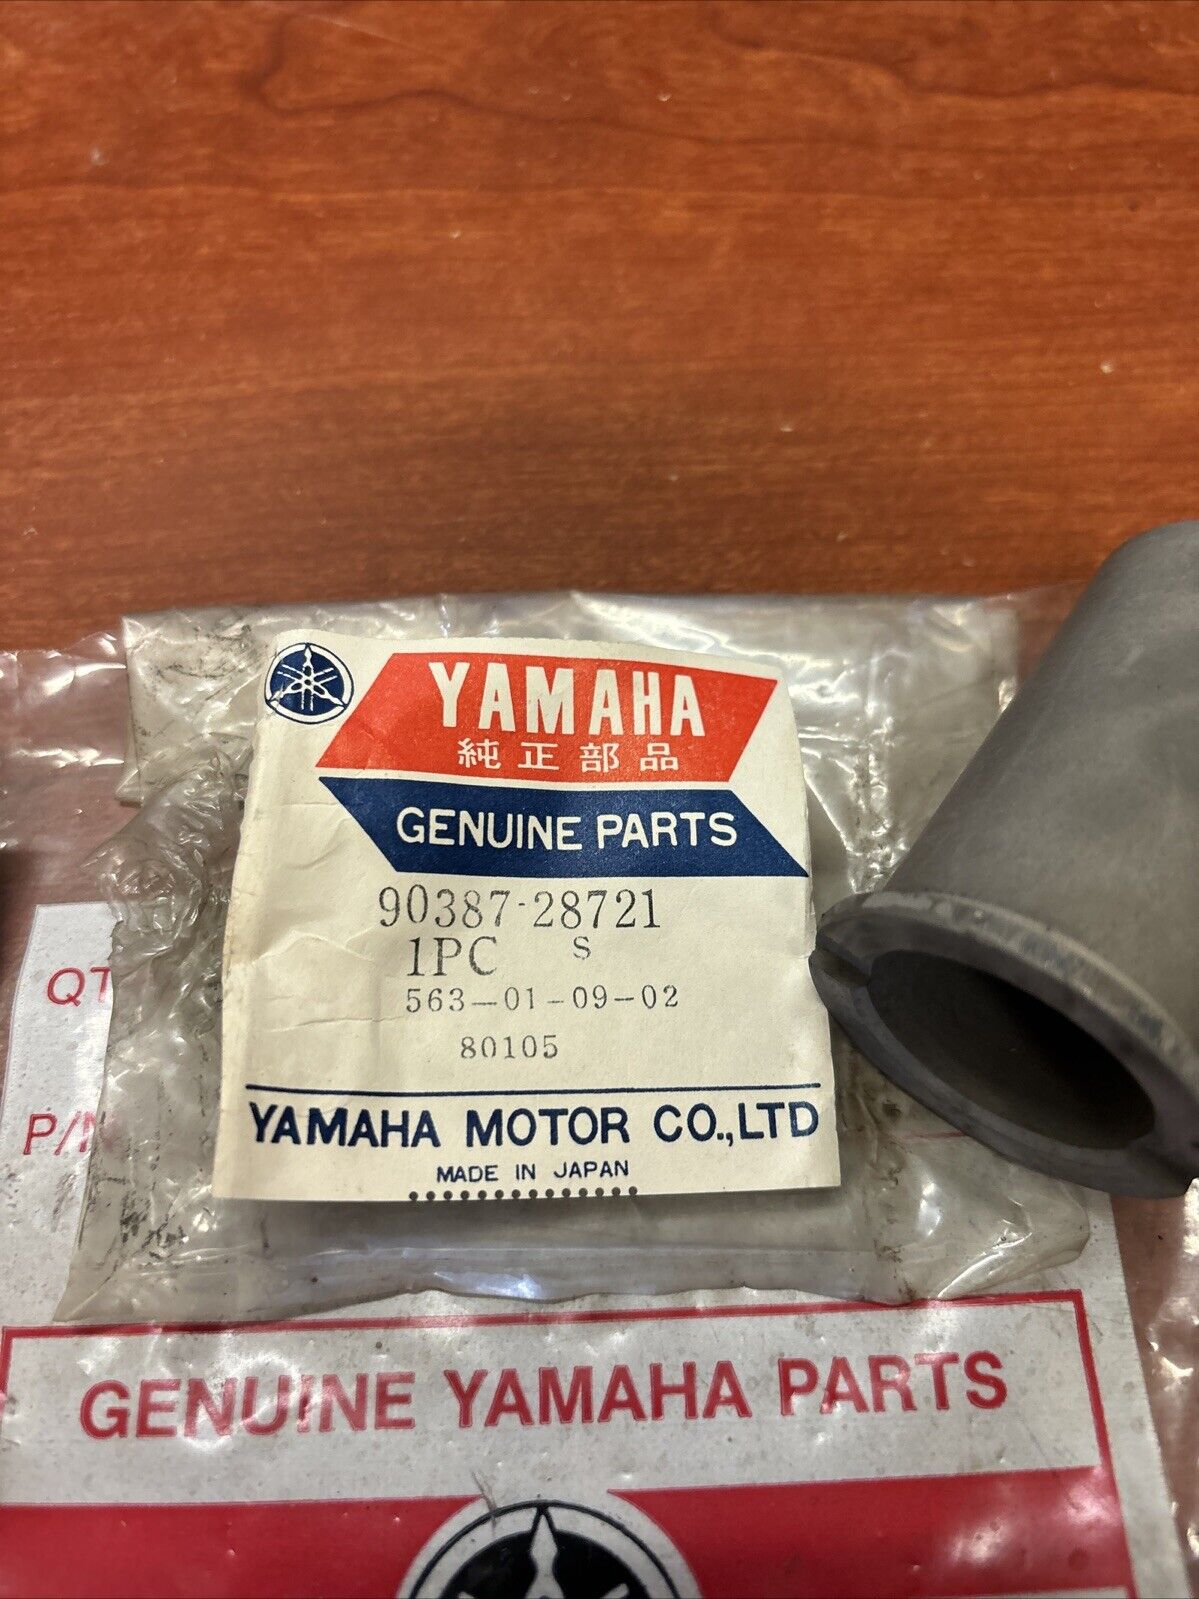 YAMAHA
純正部品
GENUINE PARTS
90387-28721
1PC S
563-01-09-02
80105
YAMAHA MOTOR CO.,LTD
MADE IN JAPAN
QT
P/N
GENUINE YAMAHA PARTS